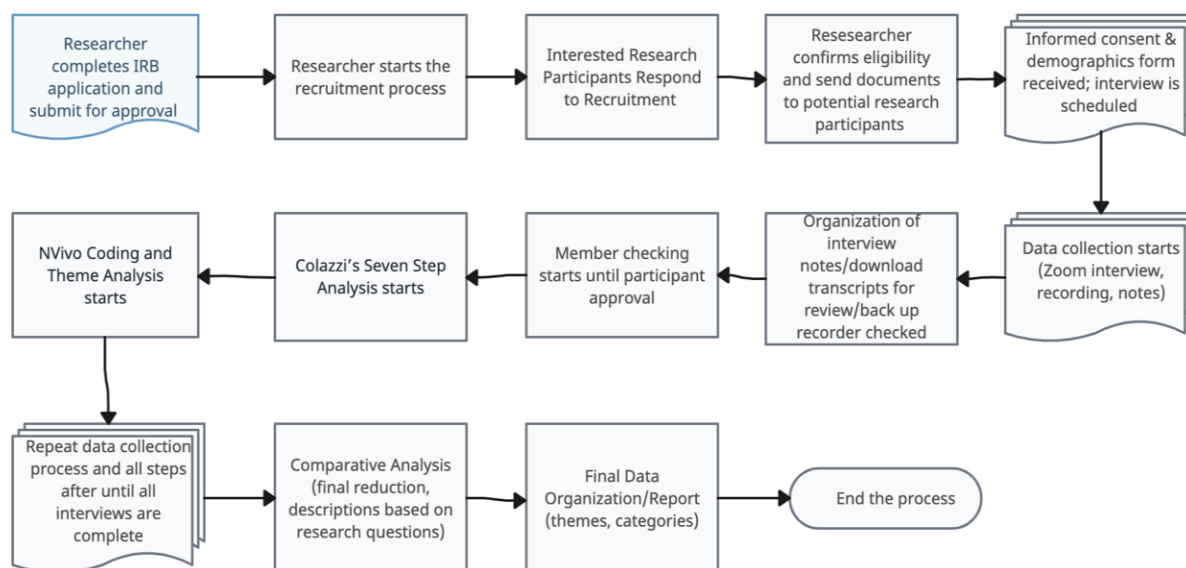 Researcher
completes IRB
application and
submit for approval
Researcher starts the
recruitment process
Interested Research
Participants Respond
to Recruitment
Resesearcher
confirms eligibility
and send documents
to potential research
participants
Informed consent &
demographics form
received; interview is
scheduled
Data collection starts
(Zoom interview,
recording, notes)
Organization of
interview
notes/download
transcripts for
review/back up
recorder checked
Member checking
starts until participant
approval
Colazzi's Seven Step
Analysis starts
NVivo Coding and
Theme Analysis
starts
Repeat data collection
process and all steps
after until all
interviews are
complete
Comparative Analysis
(final reduction,
descriptions based on
research questions)
Final Data
Organization/Report
(themes, categories)
End the process